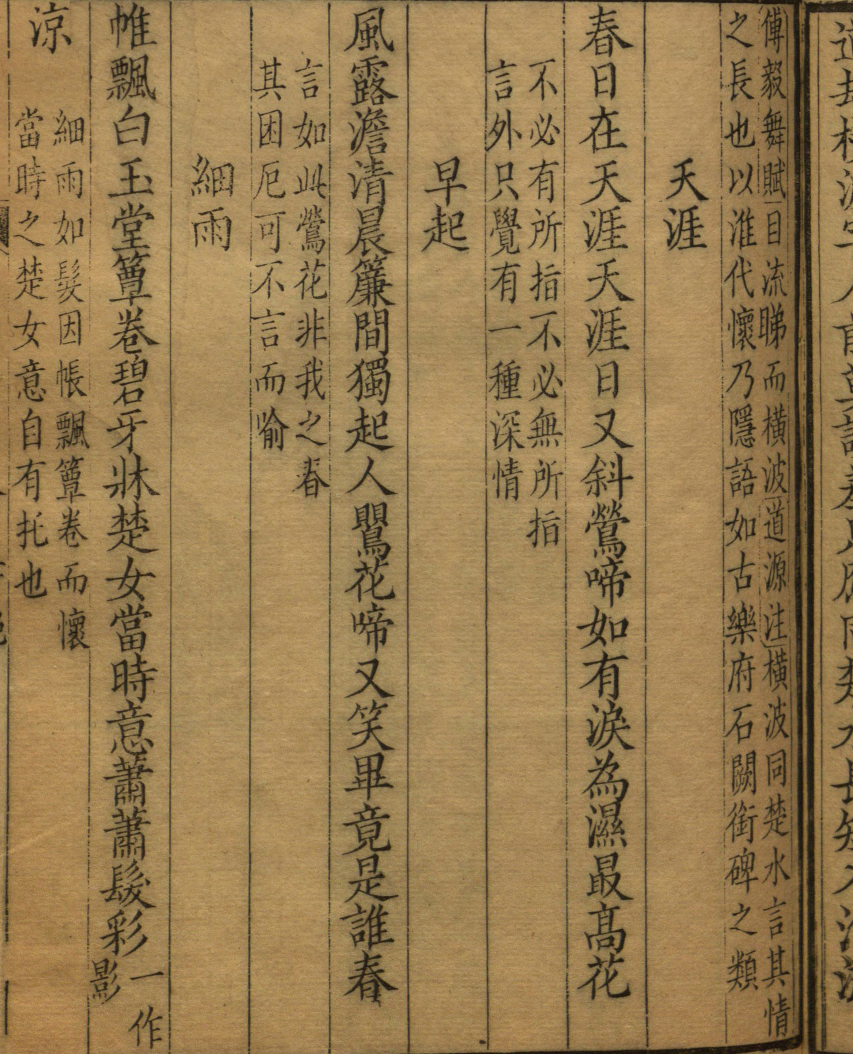 傅毅舞賦目流睇而橫波道源注橫波同楚水言其情
之長也以淮代懷乃隱語如古樂府石闕銜碑之類
天涯
春日在天涯天涯日又斜鶯啼如有淚為濕最高花
不必有所指不必無所指
言外只覺有一種深情
早起
風露澹清晨簾間獨起人鸎花啼又笑畢竟是誰春
言如此鶯花非我之春
其困厄可不言而喻
細雨
帷飄白玉堂簟卷碧牙牀楚女當時意蕭蕭髮彩一作
影
涼
細雨如髮因帳飄簟卷而懷
當時之楚女意自有托也